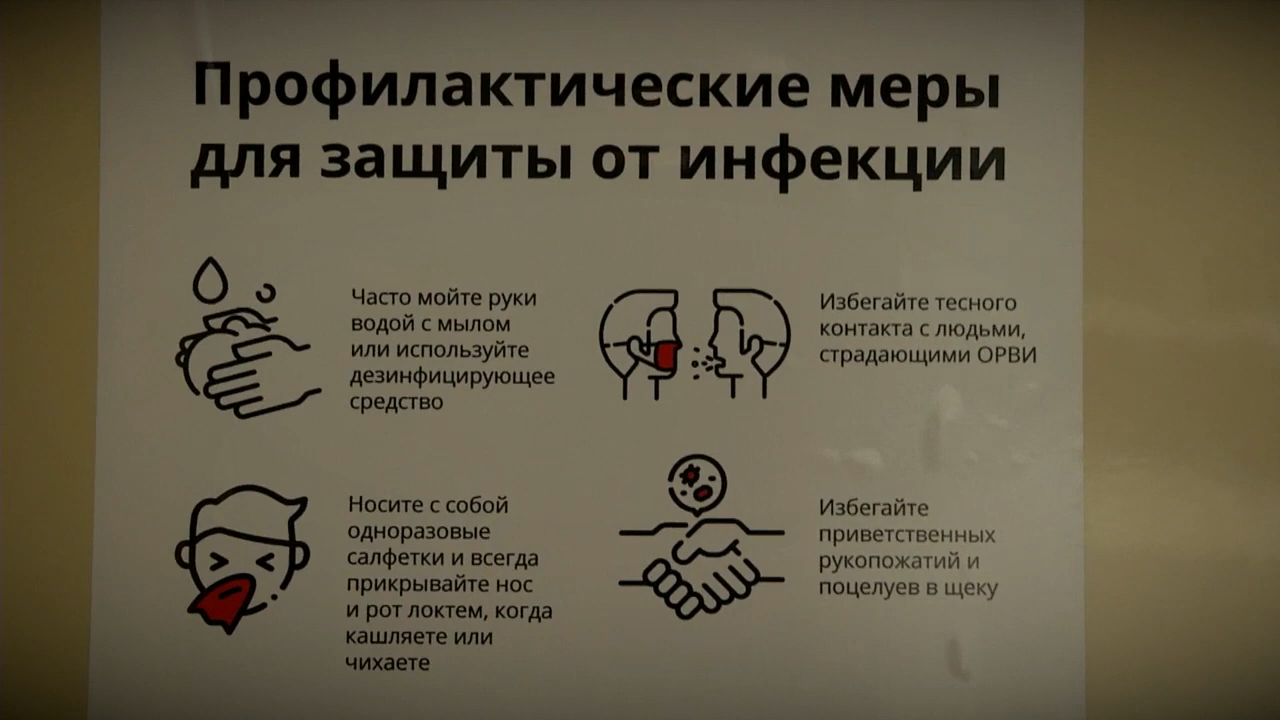 Профилактические меры
для защиты от инфекции
Часто мойте руки
водой с мылом
или используйте
дезинфицирующее
средство
Избегайте тесного
контакта с людьми,
страдающими ОРВИ
Носите с собой
одноразовые
салфетки и всегда
прикрывайте нос
и рот локтем, когда
кашляете или
чихаете
Избегайте
приветственных
рукопожатий и
поцелуев в щеку